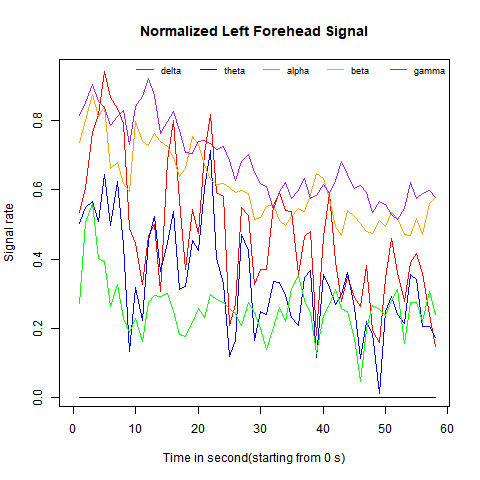 Normalized Left Forehead Signal
delta theta alpha beta gamma
Signal rate
0.8
0.6
0.4
0.2
0.0
0 10 20 30 40 50 60
Time in second(starting from 0 s)